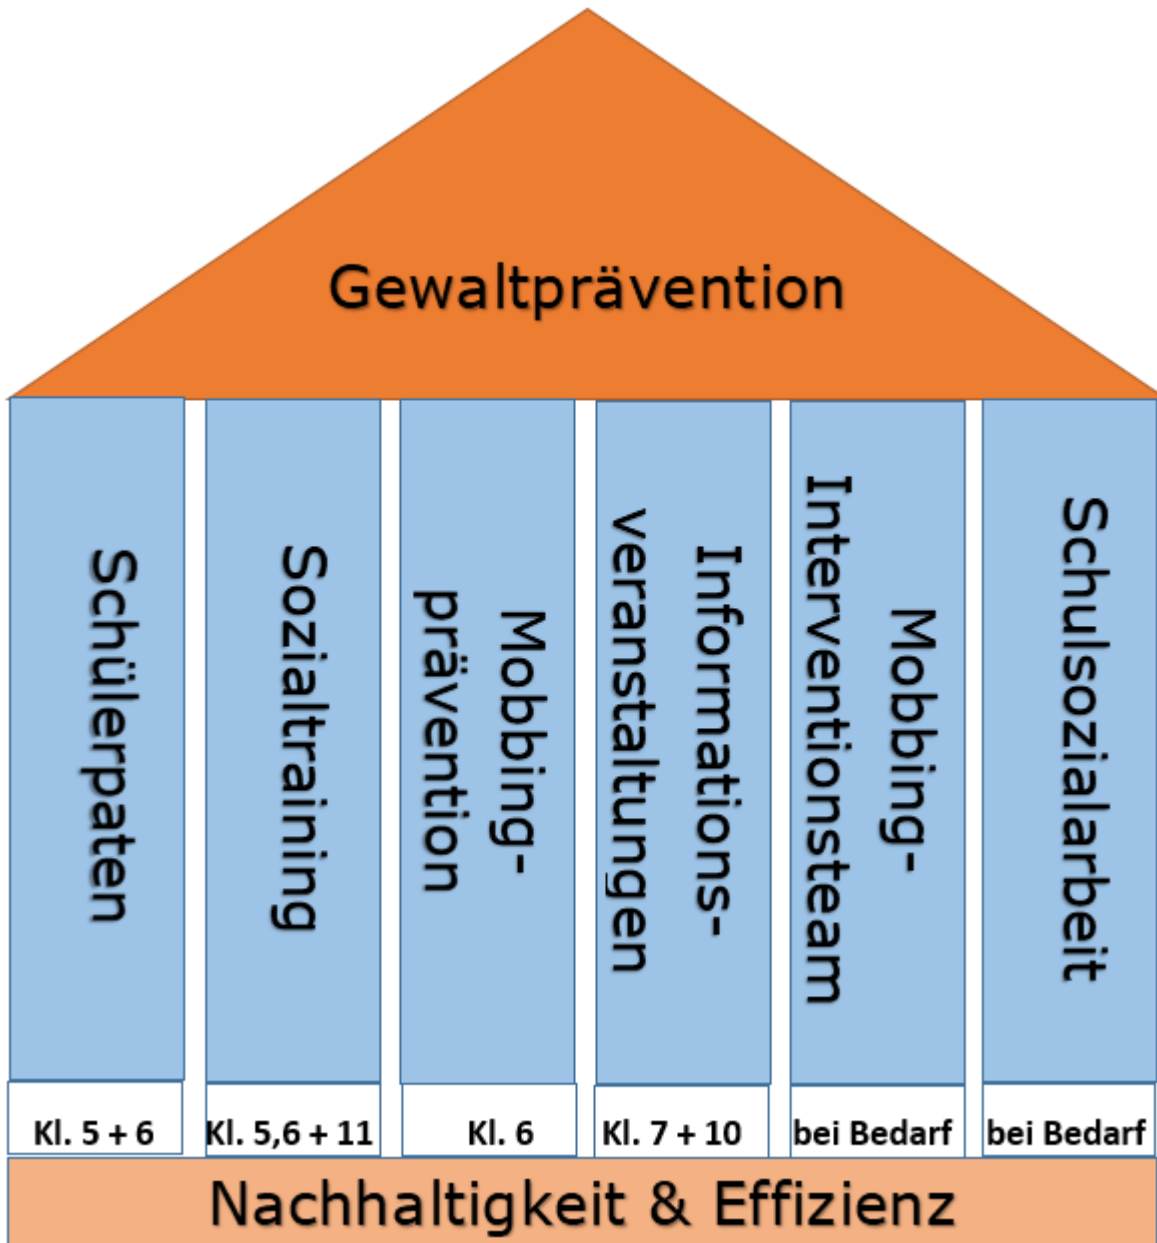 Gewaltprävention
Schülerpaten
Sozialtraining
Mobbing-
prävention
Informations-
veranstaltungen
Mobbing-
Interventionsteam
Schulsozialarbeit
Kl. 5 + 6
Kl. 5,6 + 11
Kl. 6
Kl. 7 + 10
bei Bedarf
bei Bedarf
Nachhaltigkeit & Effizienz